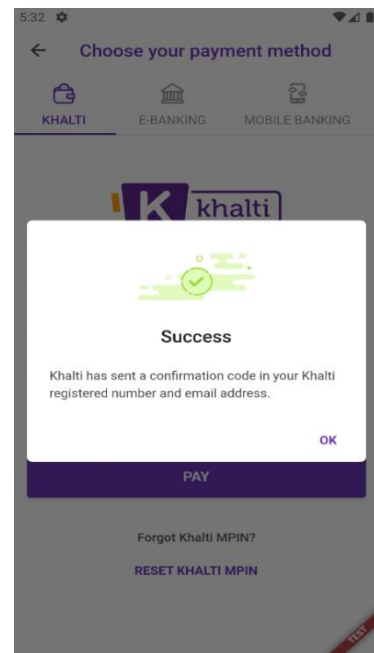 5:32
Choose your payment method
KHALTI E-BANKING MOBILE BANKING
K khalti
Success
Khalti has sent a confirmation code in your Khalti
registered number and email address.
OK
PAY
Forgot Khalti MPIN?
RESET KHALTI MPIN
TEST